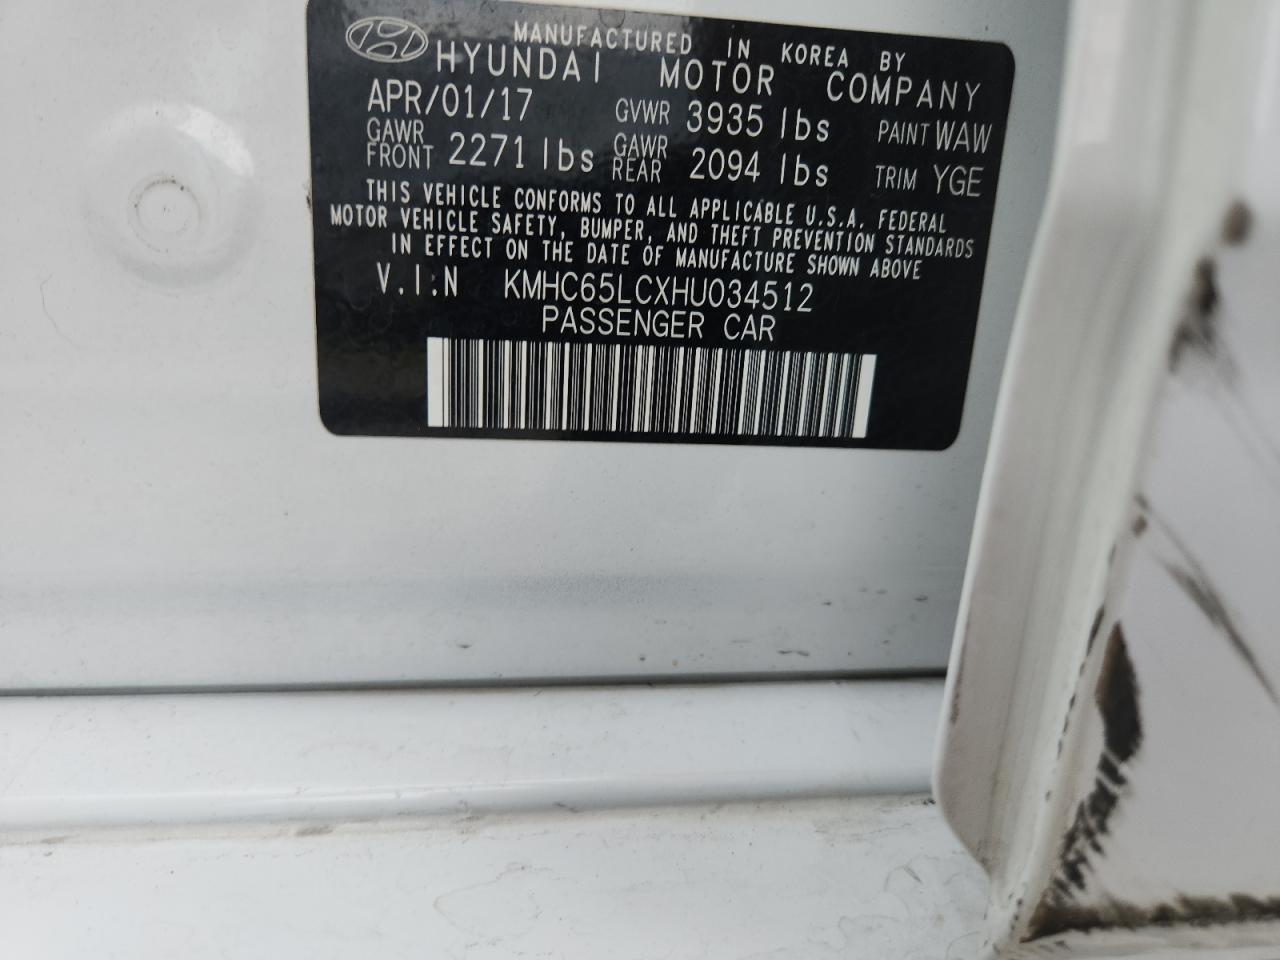 MANUFACTURED IN KOREA BY
HYUNDAI MOTOR COMPANY
APR/01/17 GVWR 3935 lbs PAINT WAW
GAWR FRONT 2271 lbs GAWR REAR 2094 lbs TRIM YGE
THIS VEHICLE CONFORMS TO ALL APPLICABLE U.S.A. FEDERAL
MOTOR VEHICLE SAFETY, BUMPER, AND THEFT PREVENTION STANDARDS
IN EFFECT ON THE DATE OF MANUFACTURE SHOWN ABOVE
V.I:N KMHC65LCXHU034512
PASSENGER CAR